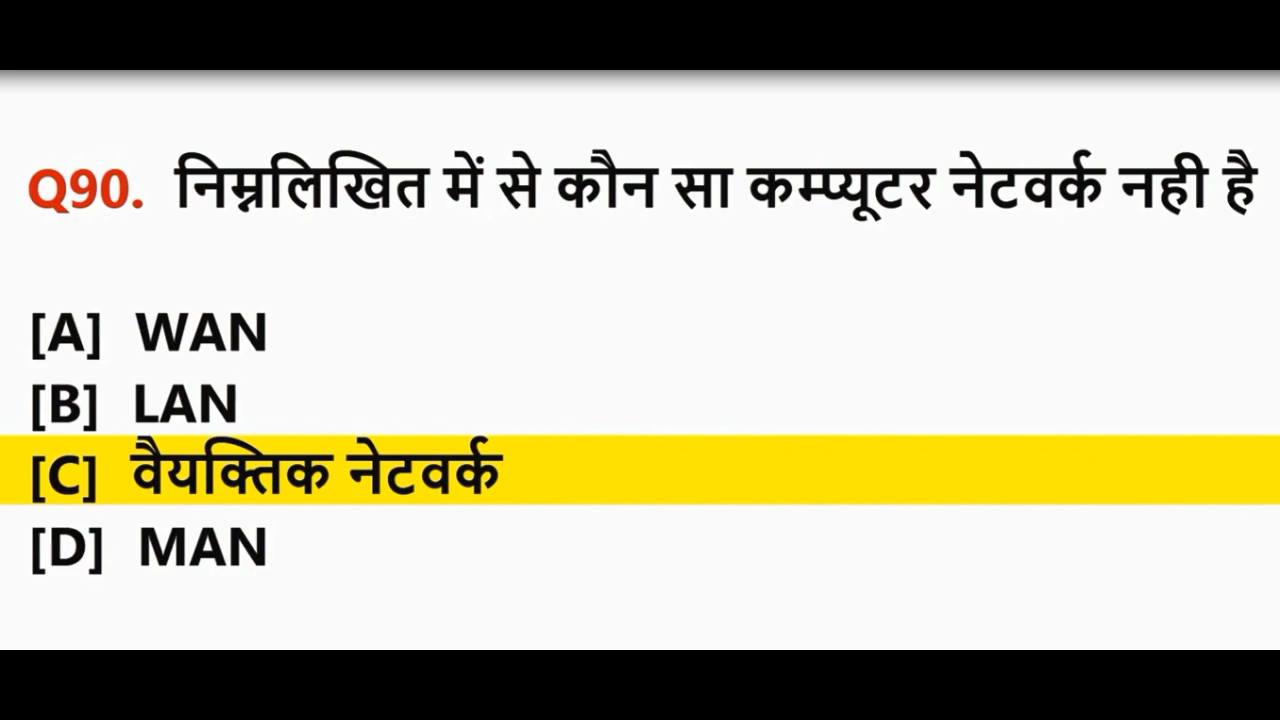 Q90. निम्नलिखित में से कौन सा कम्प्यूटर नेटवर्क नही है
[A] WAN
[B] LAN
[C] वैयक्तिक नेटवर्क
[D] MAN